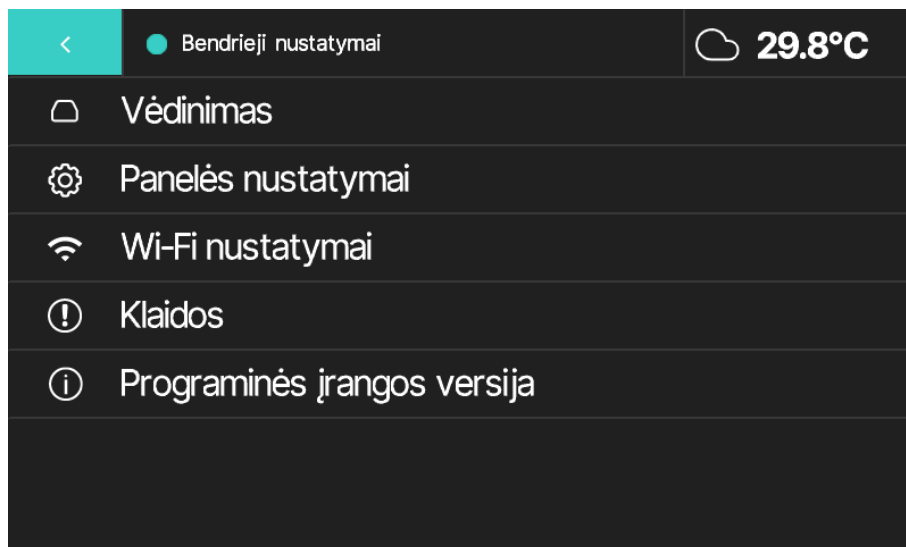 Bendrieji nustatymai
29.8°C
Vėdinimas
Panelės nustatymai
Wi-Fi nustatymai
Klaidos
Programinės įrangos versija